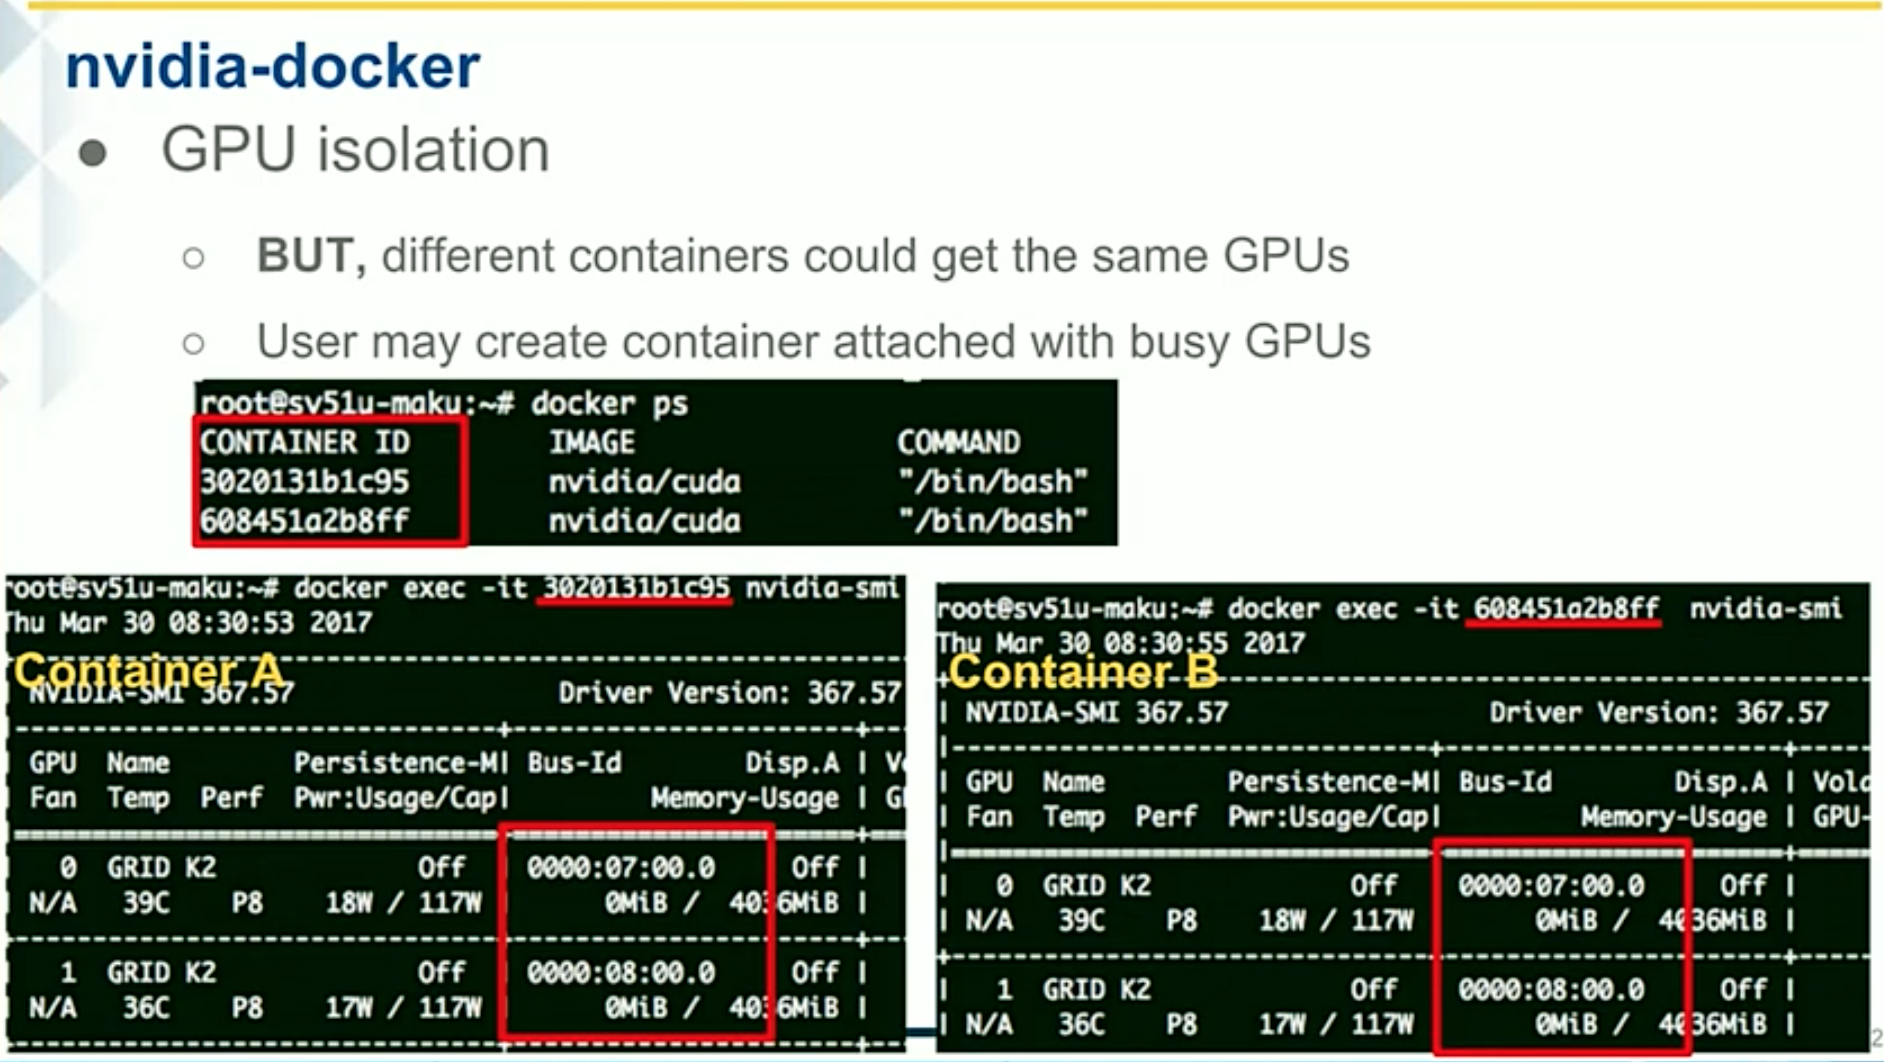 nvidia-docker
● GPU isolation
○ BUT, different containers could get the same GPUs
○ User may create container attached with busy GPUs
root@sv51u-maku:~# docker ps
CONTAINER ID IMAGE COMMAND
3020131b1c95 nvidia/cuda "/bin/bash"
608451a2b8ff nvidia/cuda "/bin/bash"
root@sv51u-maku:~# docker exec -it 3020131b1c95 nvidia-smi
Thu Mar 30 08:30:53 2017
Container A
NVIDIA-SMI 367.57 Driver Version: 367.57
GPU Name Persistence-M| Bus-Id Disp.A |
Fan Temp Perf Pwr:Usage/Cap| Memory-Usage |
0 GRID K2 Off 0000:07:00.0 Off |
N/A 39C P8 18W / 117W 0MiB / 4036MiB |
1 GRID K2 Off 0000:08:00.0 Off |
N/A 36C P8 17W / 117W 0MiB / 4036MiB |
root@sv51u-maku:~# docker exec -it 608451a2b8ff nvidia-smi
Thu Mar 30 08:30:55 2017
Container B
| NVIDIA-SMI 367.57 Driver Version: 367.57
| GPU Name Persistence-M| Bus-Id Disp.A |
| Fan Temp Perf Pwr:Usage/Cap| Memory-Usage | GPU-
| 0 GRID K2 Off 0000:07:00.0 Off |
| N/A 39C P8 18W / 117W 0MiB / 4036MiB |
| 1 GRID K2 Off 0000:08:00.0 Off |
| N/A 36C P8 17W / 117W 0MiB / 4036MiB |
2